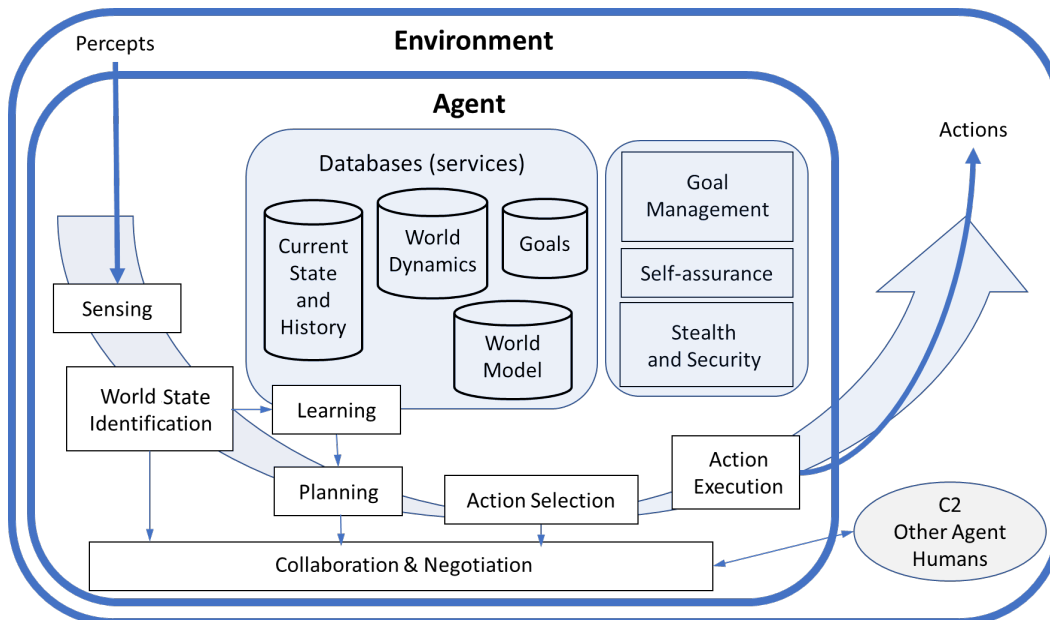 Percepts
Environment
Agent
Actions
Databases (services)
Current
State
and
History
World
Dynamics
Goals
World
Model
Goal
Management
Self-assurance
Stealth
and Security
Sensing
World State
Identification
Learning
Planning
Action Selection
Action
Execution
Collaboration & Negotiation
C2
Other Agent
Humans